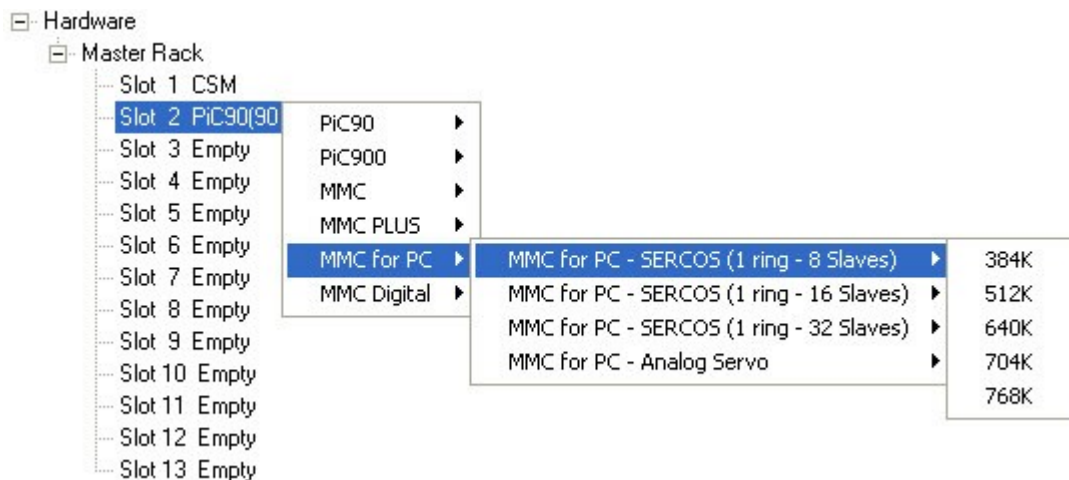 Hardware
Master Rack
Slot 1 CSM
Slot 2 PiC90(90
Slot 3 Empty
Slot 4 Empty
Slot 5 Empty
Slot 6 Empty
Slot 7 Empty
Slot 8 Empty
Slot 9 Empty
Slot 10 Empty
Slot 11 Empty
Slot 12 Empty
Slot 13 Empty
PiC90
PiC900
MMC
MMC PLUS
MMC for PC
MMC Digital
MMC for PC - SERCOS (1 ring - 8 Slaves)
MMC for PC - SERCOS (1 ring - 16 Slaves)
MMC for PC - SERCOS (1 ring - 32 Slaves)
MMC for PC - Analog Servo
384K
512K
640K
704K
768K